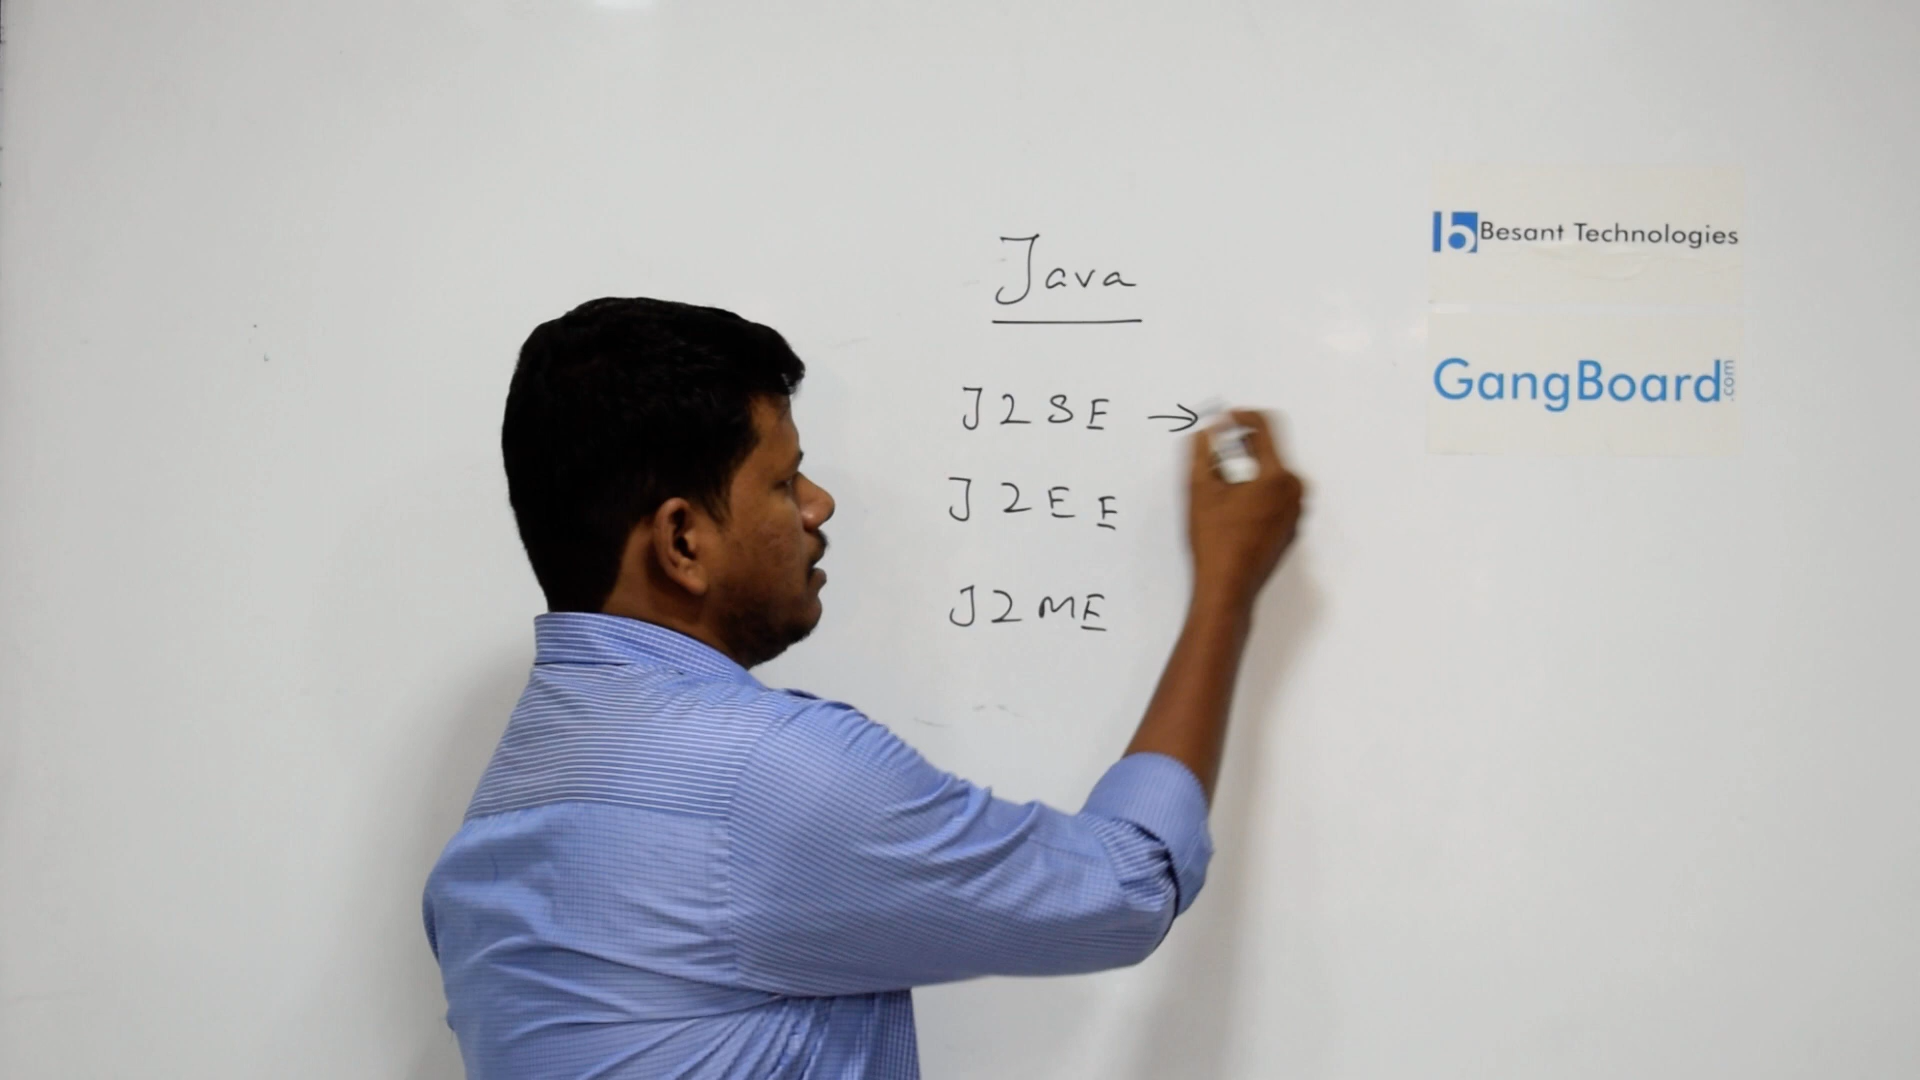 Java
J2SE →
J2EE
J2ME
Besant Technologies
GangBoard.com